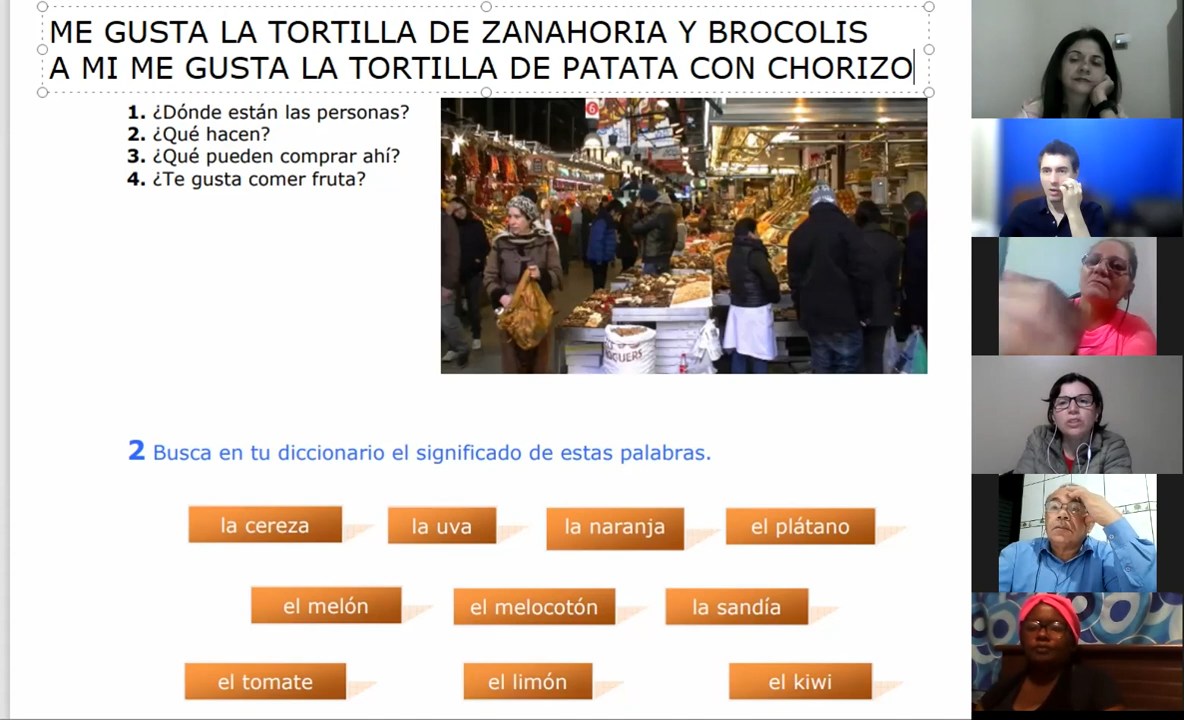 ME GUSTA LA TORTILLA DE ZANAHORIA Y BROCOLIS
A MI ME GUSTA LA TORTILLA DE PATATA CON CHORIZO
1. ¿Dónde están las personas?
2. ¿Qué hacen?
3. ¿Qué pueden comprar ahí?
4. ¿Te gusta comer fruta?
6
2 Busca en tu diccionario el significado de estas palabras.
la cereza
la uva
la naranja
el plátano
el melón
el melocotón
la sandía
el tomate
el limón
el kiwi